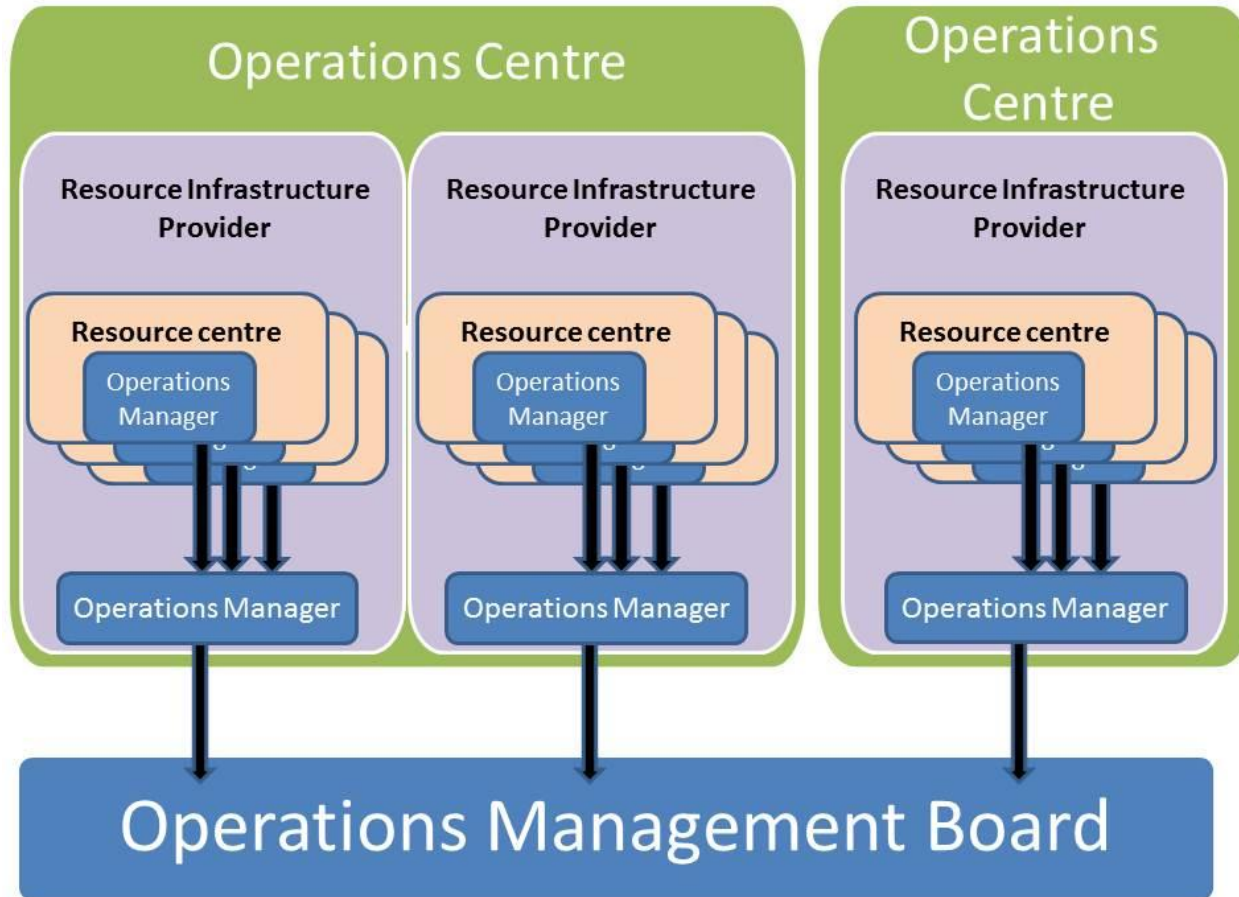 Operations Centre
Resource Infrastructure
Provider
Resource centre
Operations
Manager
Operations Manager
Resource Infrastructure
Provider
Resource centre
Operations
Manager
Operations Manager
Operations
Centre
Resource Infrastructure
Provider
Resource centre
Operations
Manager
Operations Manager
Operations Management Board